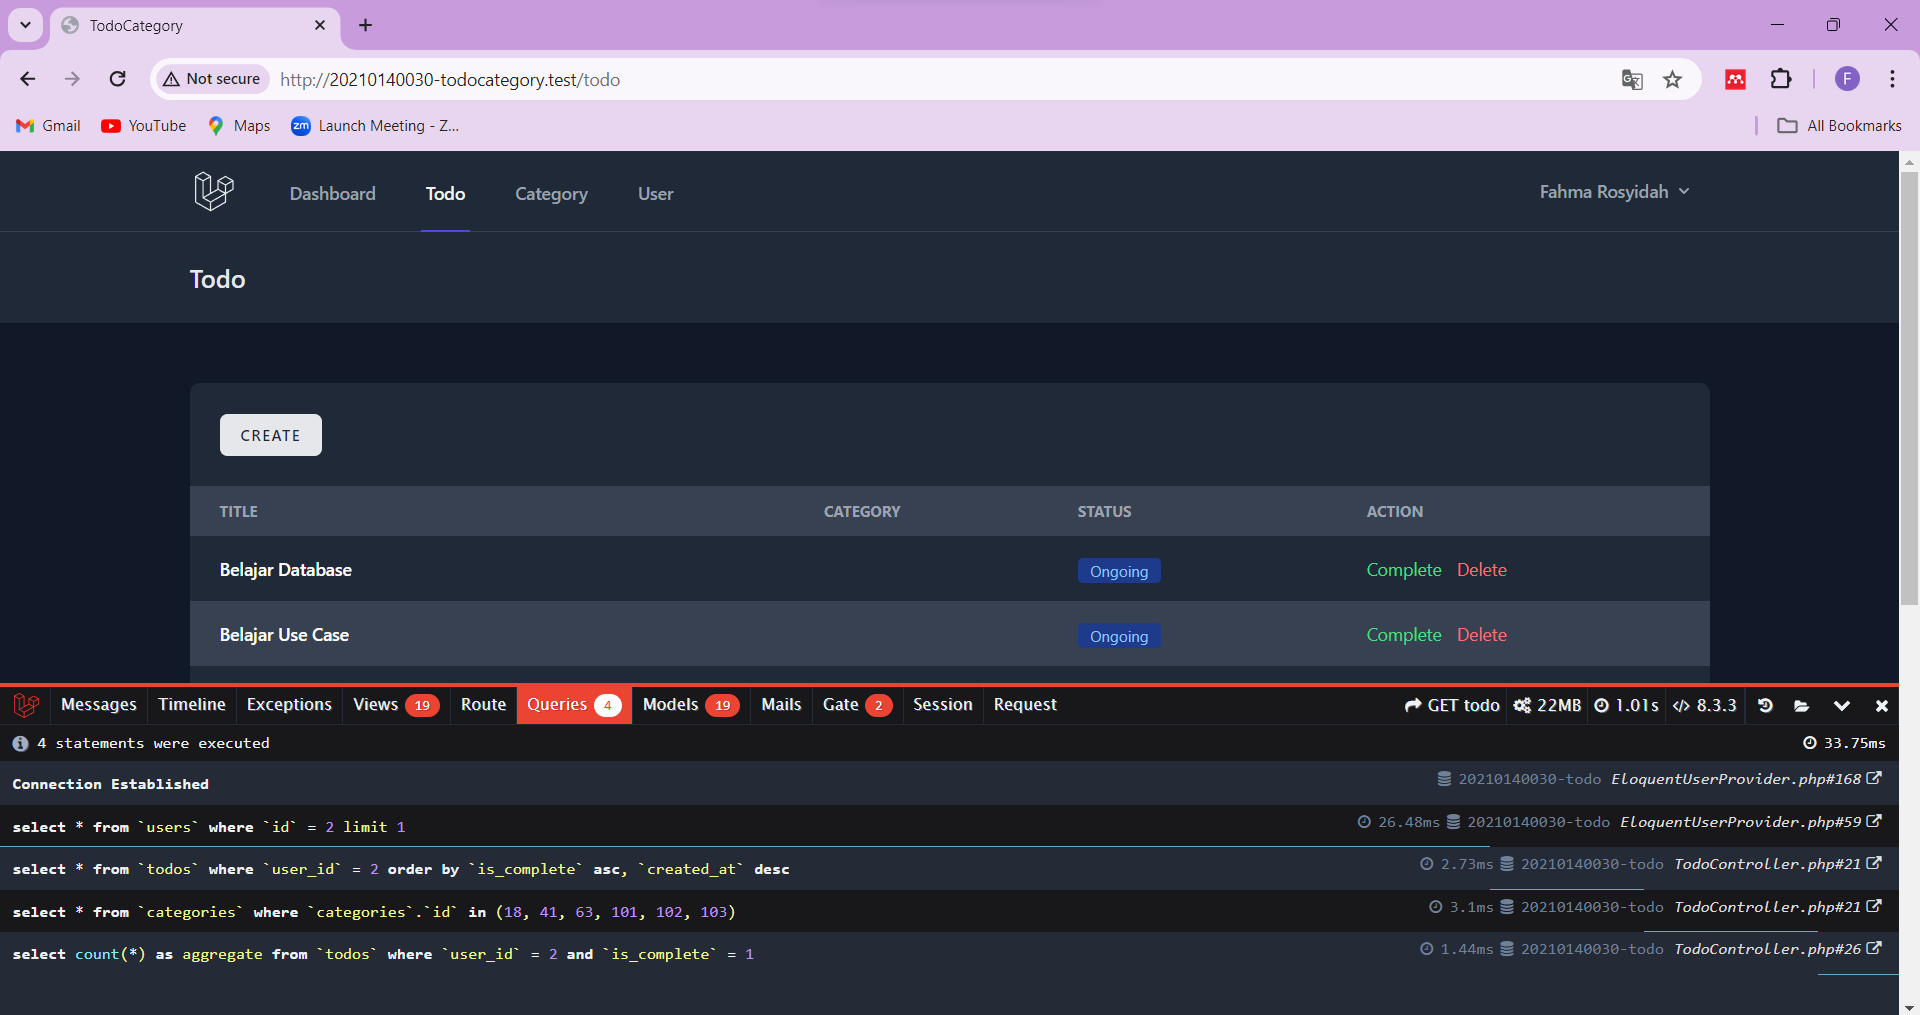 TodoCategory
Not secure http://20210140030-todocategory.test/todo F
Gmail YouTube Maps zm Launch Meeting - Z... All Bookmarks
Dashboard Todo Category User Fahma Rosyidah
Todo
CREATE
TITLE CATEGORY STATUS ACTION
Belajar Database Ongoing Complete Delete
Belajar Use Case Ongoing Complete Delete
Messages Timeline Exceptions Views 19 Route Queries 4 Models 19 Mails Gate 2 Session Request GET todo 22MB 1.01s 8.3.3
4 statements were executed 33.75ms
Connection Established 20210140030-todo EloquentUserProvider.php#168
select * from `users` where `id` = 2 limit 1 26.48ms 20210140030-todo EloquentUserProvider.php#59
select * from `todos` where `user_id` = 2 order by `is_complete` asc, `created_at` desc 2.73ms 20210140030-todo TodoController.php#21
select * from `categories` where `categories`.`id` in (18, 41, 63, 101, 102, 103) 3.1ms 20210140030-todo TodoController.php#21
select count(*) as aggregate from `todos` where `user_id` = 2 and `is_complete` = 1 1.44ms 20210140030-todo TodoController.php#26